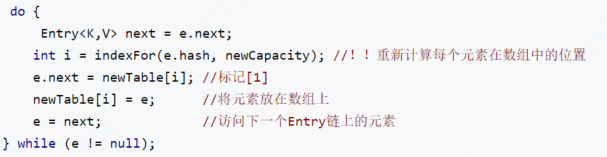 do {
Entry<K,V> next = e.next;
int i = indexFor(e.hash, newCapacity); //！！重新计算每个元素在数组中的位置
e.next = newTable[i]; //标记[1]
newTable[i] = e; //将元素放在数组上
e = next; //访问下一个Entry链上的元素
} while (e != null);